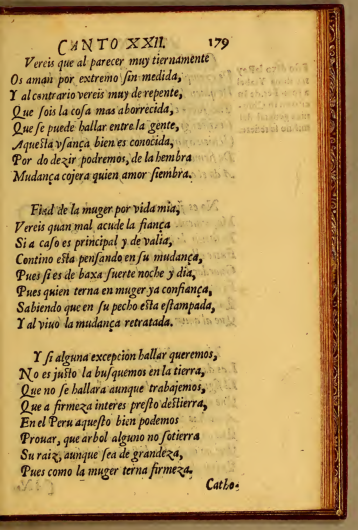 CANTO XXII. 179
Vereis que al parecer muy tiernamente
Os aman por extremo ſin medida,
Y al contrario vereis muy de repente,
Que ſois la coſa mas aborrecida,
Que ſe puede hallar entre la gente,
Aqueſta vſança bien es conocida,
Por do dezir podremos, de la hembra
Mudança cojera quien amor ſiembra.
Fiad de la muger por vida mia,
Vereis quan mal acude la fiança
Si a caſo es principal y de valia,
Contino eſta penſando en ſu mudança,
Pues ſi es de baxa ſuerte noche y dia,
Pues quien terna en muger ya confiança,
Sabiendo que en ſu pecho eſta eſtampada,
Y al viuo la mudança retratada.
Y ſi alguna excepcion hallar queremos,
No es juſto la buſquemos en la tierra,
Que no ſe hallara aunque trabajemos,
Que a firmeza interes preſto deſtierra,
En el Peru aqueſto bien podemos
Prouar, que arbol alguno no ſotierra
Su raiz, aunque ſea de grandeza,
Pues como la muger terna firmeza.
Catho-